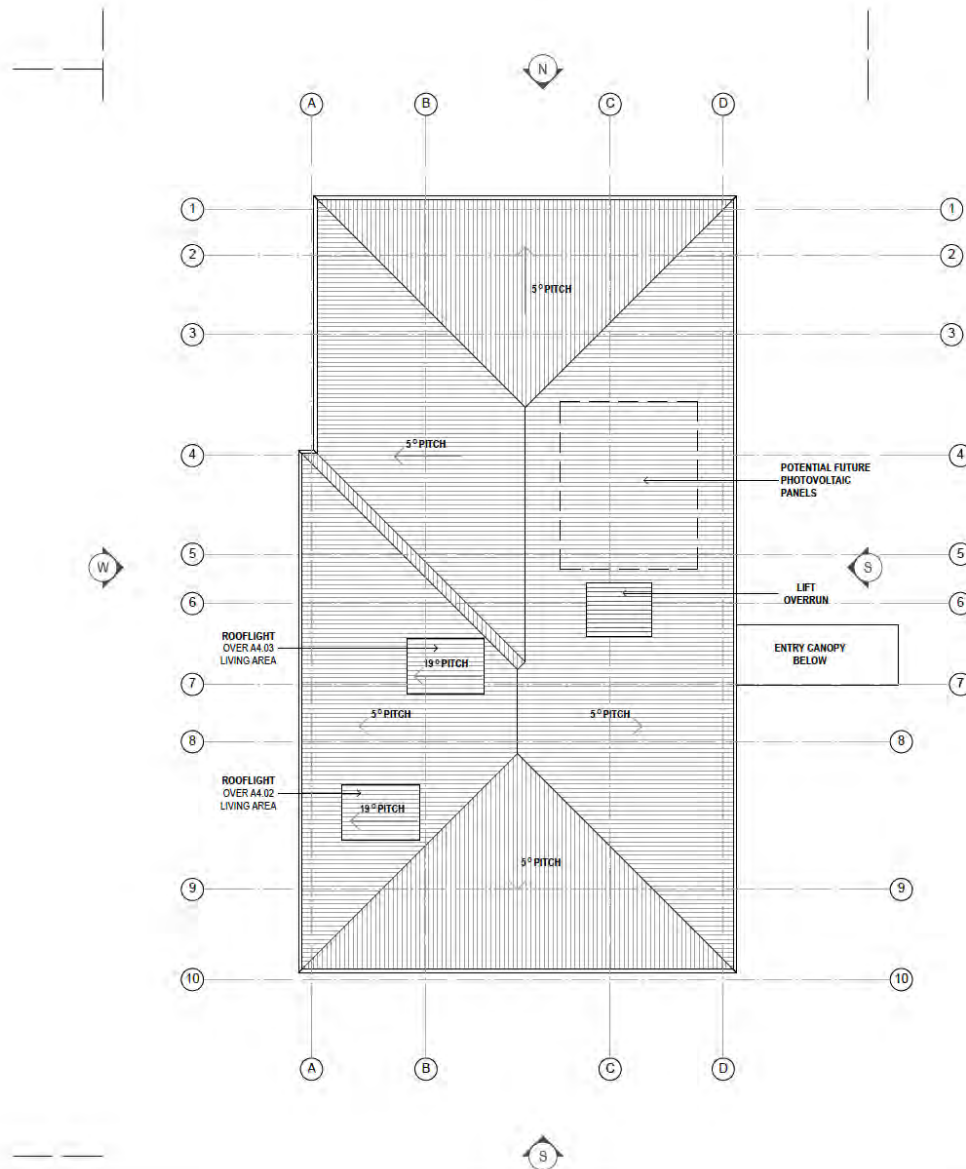 N
A B C D
1 1
2 2
5° PITCH
3 3
5° PITCH
4 4
POTENTIAL FUTURE
PHOTOVOLTAIC
PANELS
5 5
W S
LIFT
OVERRUN
6 6
ROOFLIGHT
OVER A4.03
LIVING AREA
19° PITCH
ENTRY CANOPY
BELOW
7 7
5° PITCH 5° PITCH
8 8
ROOFLIGHT
OVER A4.02
LIVING AREA
19° PITCH
5° PITCH
9 9
10 10
A B C D
S